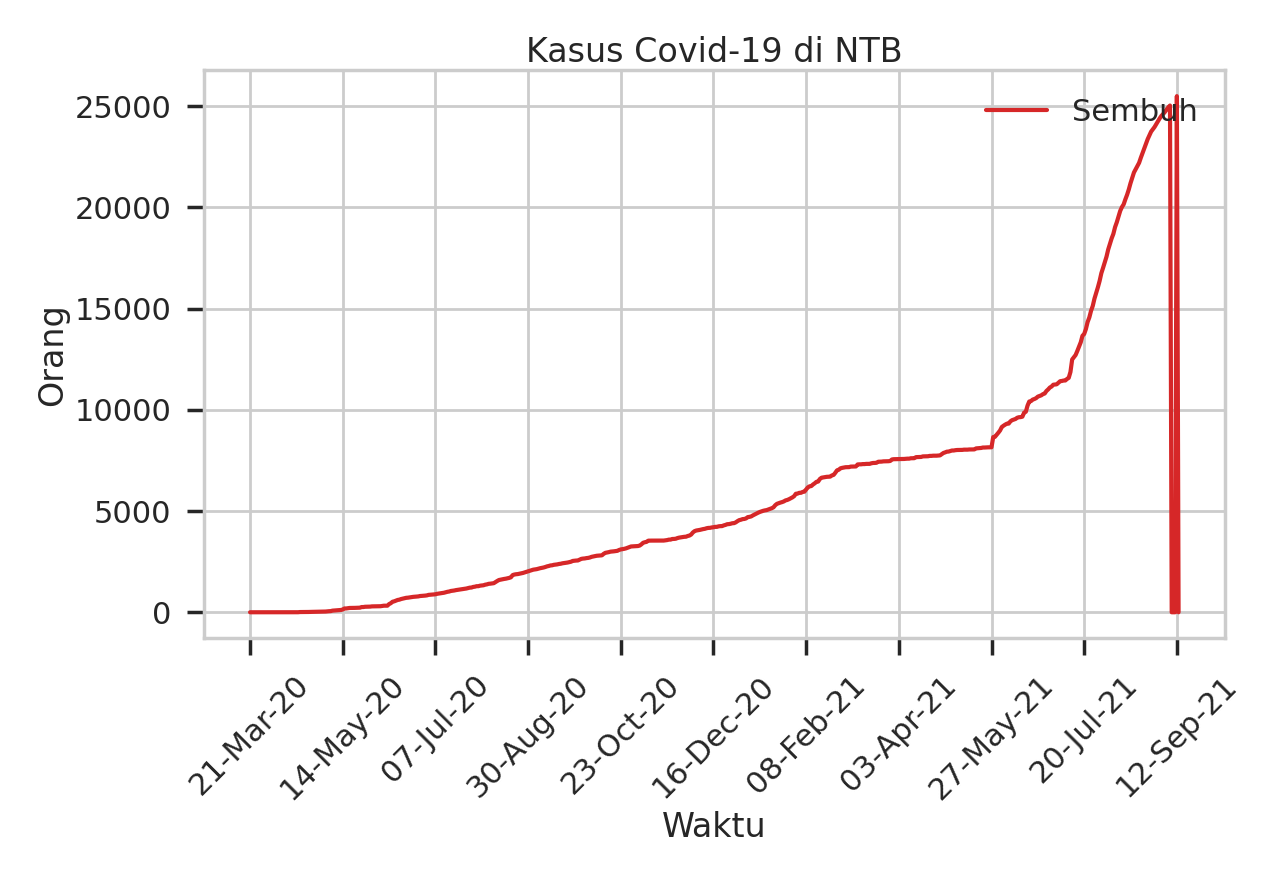 Kasus Covid-19 di NTB
Sembuh
Orang
25000
20000
15000
10000
5000
0
21-Mar-20
14-May-20
07-Jul-20
30-Aug-20
23-Oct-20
16-Dec-20
08-Feb-21
03-Apr-21
27-May-21
20-Jul-21
12-Sep-21
Waktu